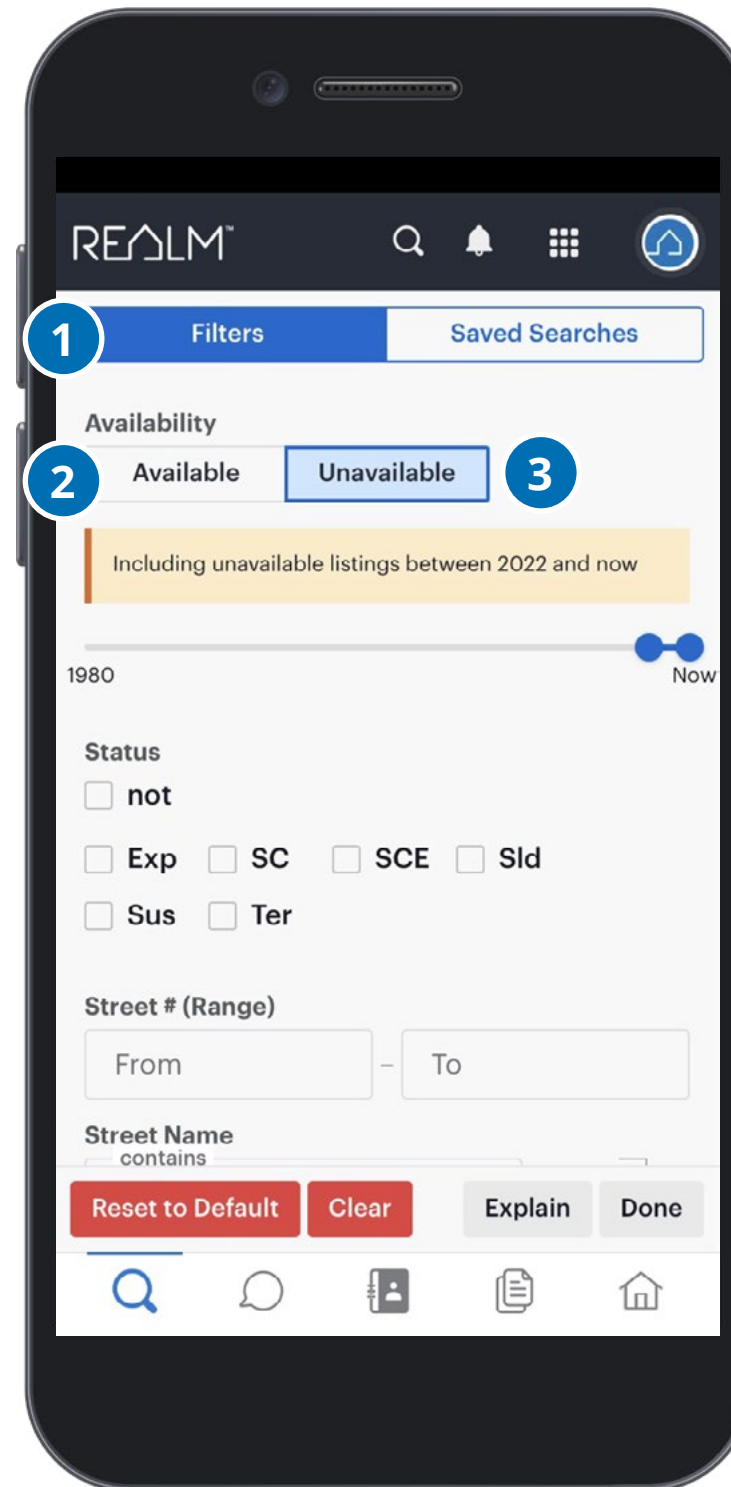 REALM™
1
Filters
Saved Searches
Availability
2
Available
Unavailable
3
Including unavailable listings between 2022 and now
1980
Now
Status
not
Exp
SC
SCE
Sld
Sus
Ter
Street # (Range)
From
–
To
Street Name
contains
Reset to Default
Clear
Explain
Done